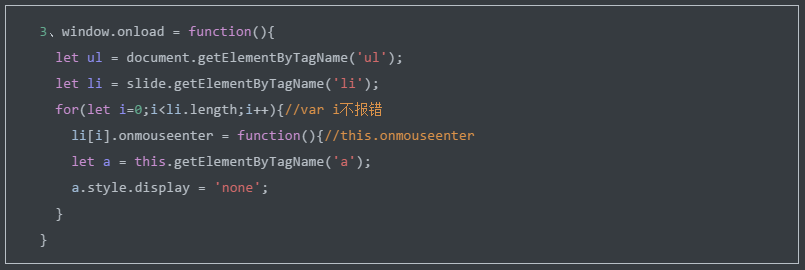 3、window.onload = function(){
let ul = document.getElementByTagName('ul');
let li = slide.getElementByTagName('li');
for(let i=0;i<li.length;i++){//var i不报错
li[i].onmouseenter = function(){//this.onmouseenter
let a = this.getElementByTagName('a');
a.style.display = 'none';
}
}